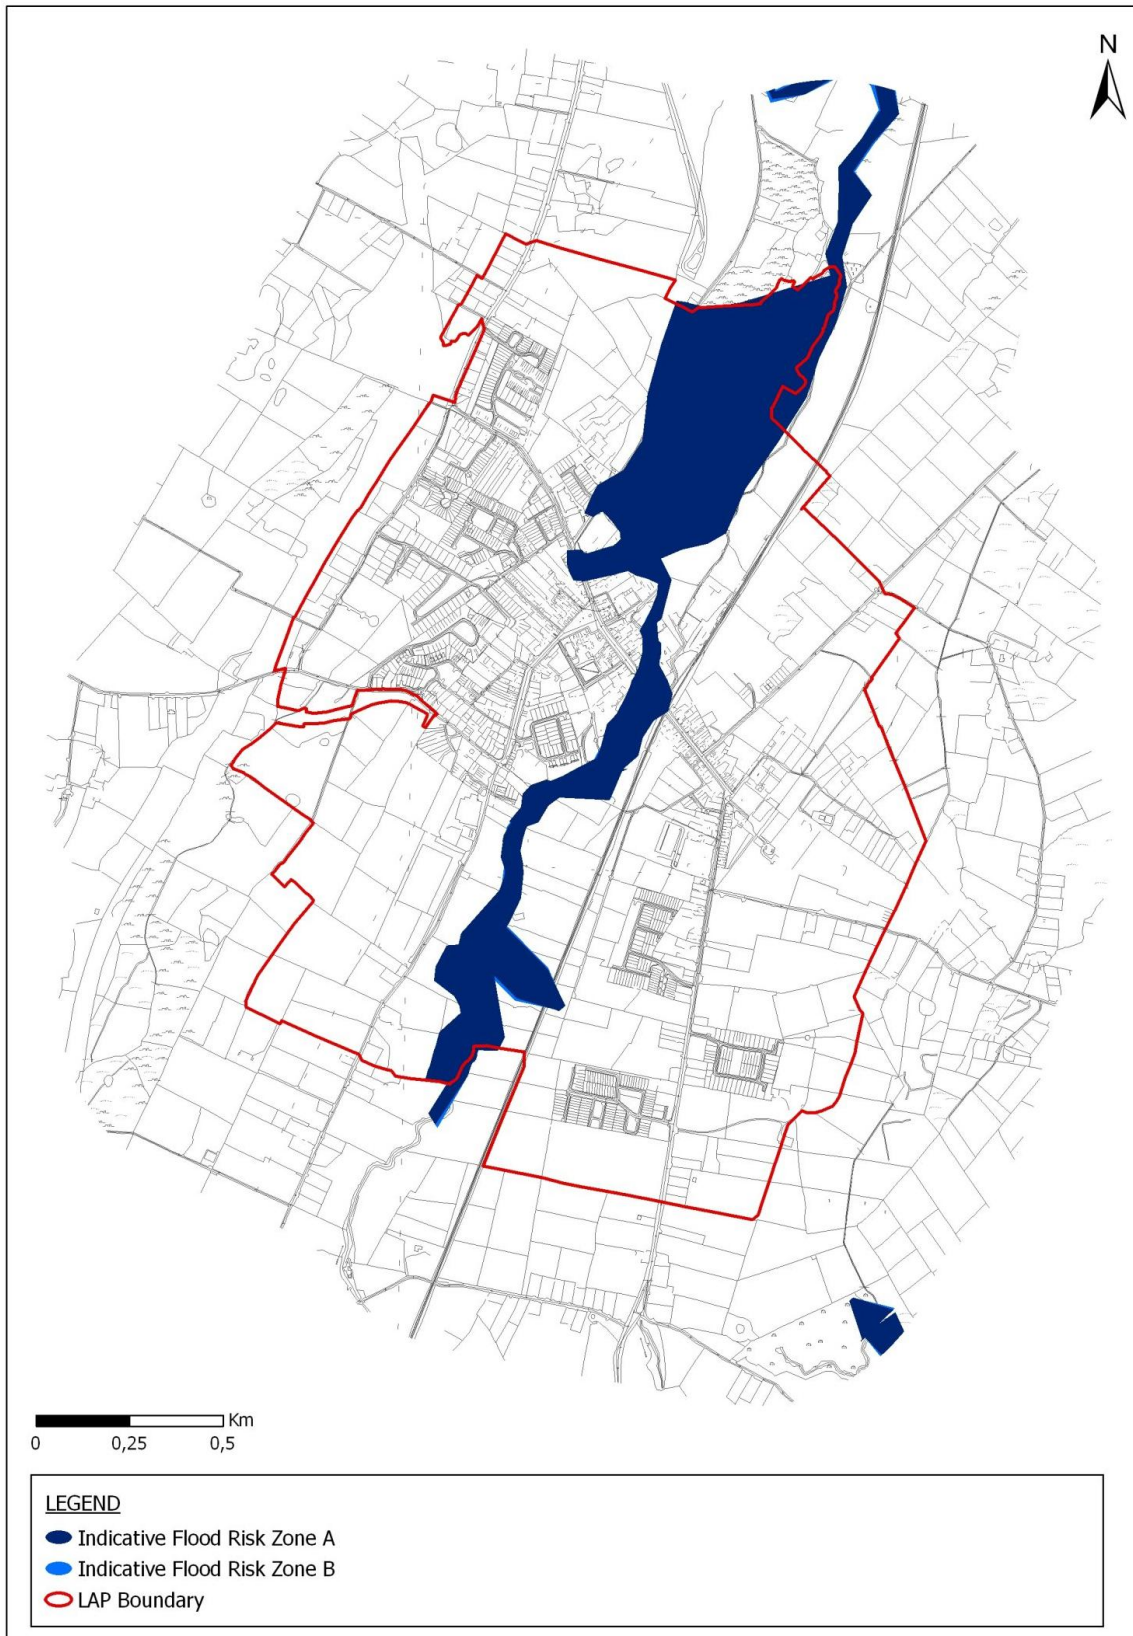 N
Km
0 0,25 0,5
LEGEND
Indicative Flood Risk Zone A
Indicative Flood Risk Zone B
LAP Boundary